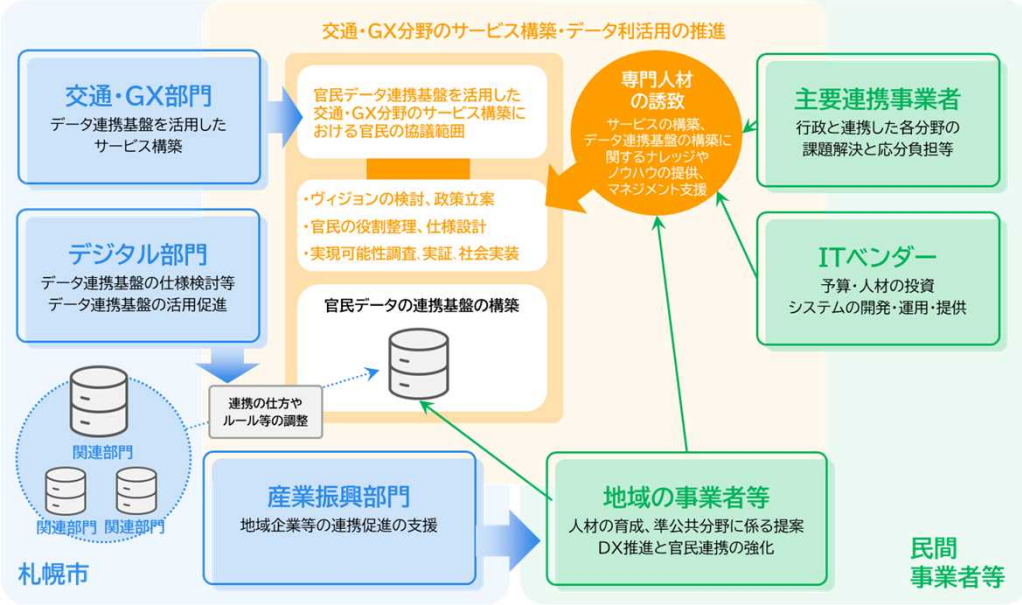 交通・GX分野のサービス構築・データ利活用の推進
交通・GX部門
データ連携基盤を活用した
サービス構築
官民データ連携基盤を活用した
交通・GX分野のサービス構築に
おける官民の協議範囲
専門人材
の誘致
サービスの構築、
データ連携基盤の構築に
関するナレッジや
ノウハウの提供、
マネジメント支援
主要連携事業者
行政と連携した各分野の
課題解決と応分負担等
・ヴィジョンの検討、政策立案
・官民の役割整理、仕様設計
・実現可能性調査.実証.社会実装
デジタル部門
データ連携基盤の仕様検討等
データ連携基盤の活用促進
ITベンダー
予算・人材の投資
システムの開発・運用・提供
官民データの連携基盤の構築
連携の仕方や
ルール等の調整
関連部門
関連部門
関連部門
産業振興部門
地域企業等の連携促進の支援
地域の事業者等
人材の育成、準公共分野に係る提案
DX推進と官民連携の強化
札幌市
民間
事業者等